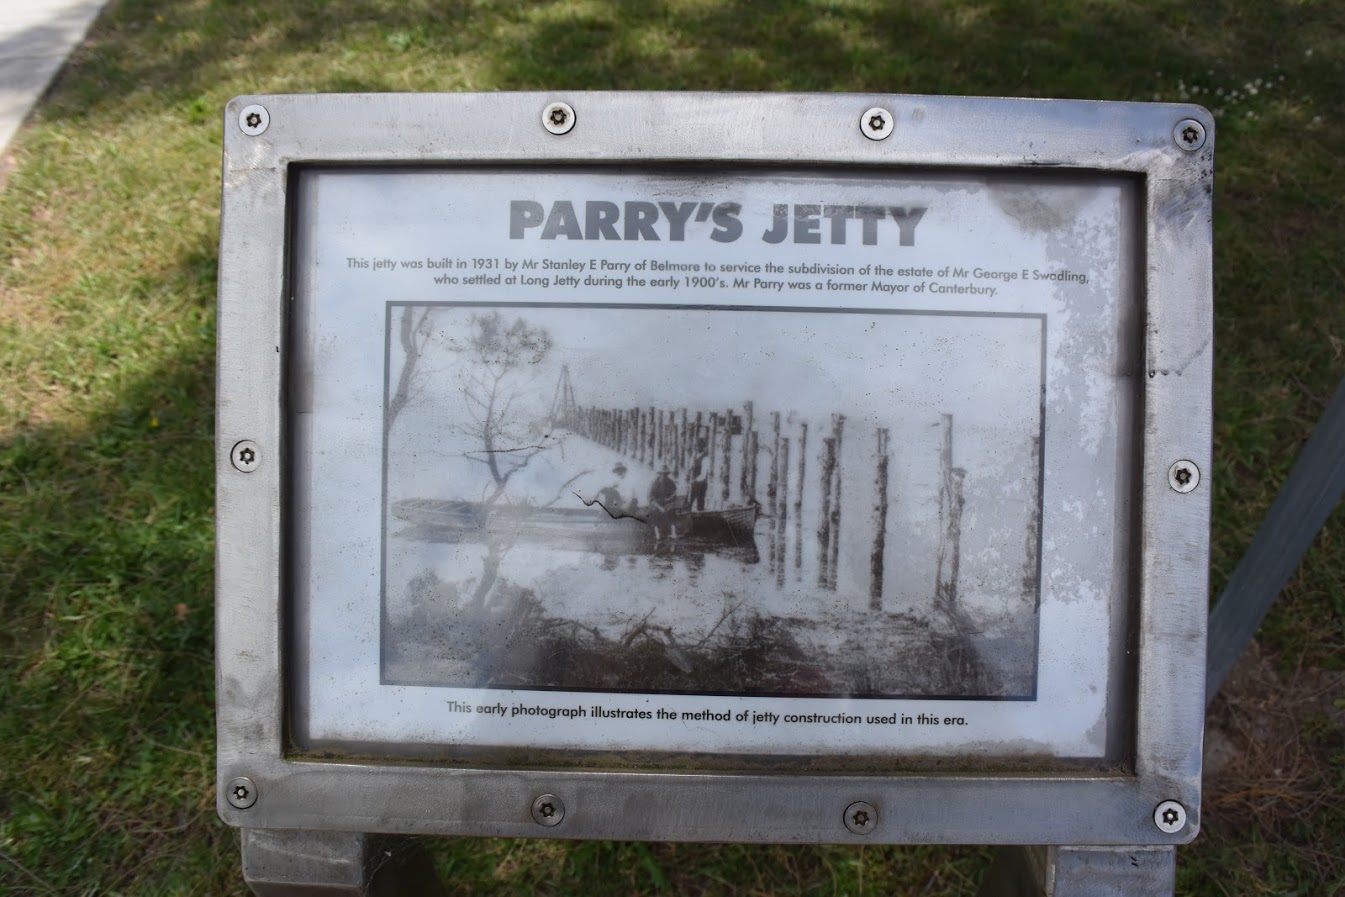 PARRY'S JETTY
This jetty was built in 1931 by Mr Stanley E Parry of Belmore to service the subdivision of the estate of Mr George E Swadling,
who settled at Long Jetty during the early 1900's. Mr Parry was a former Mayor of Canterbury.
This early photograph illustrates the method of jetty construction used in this era.